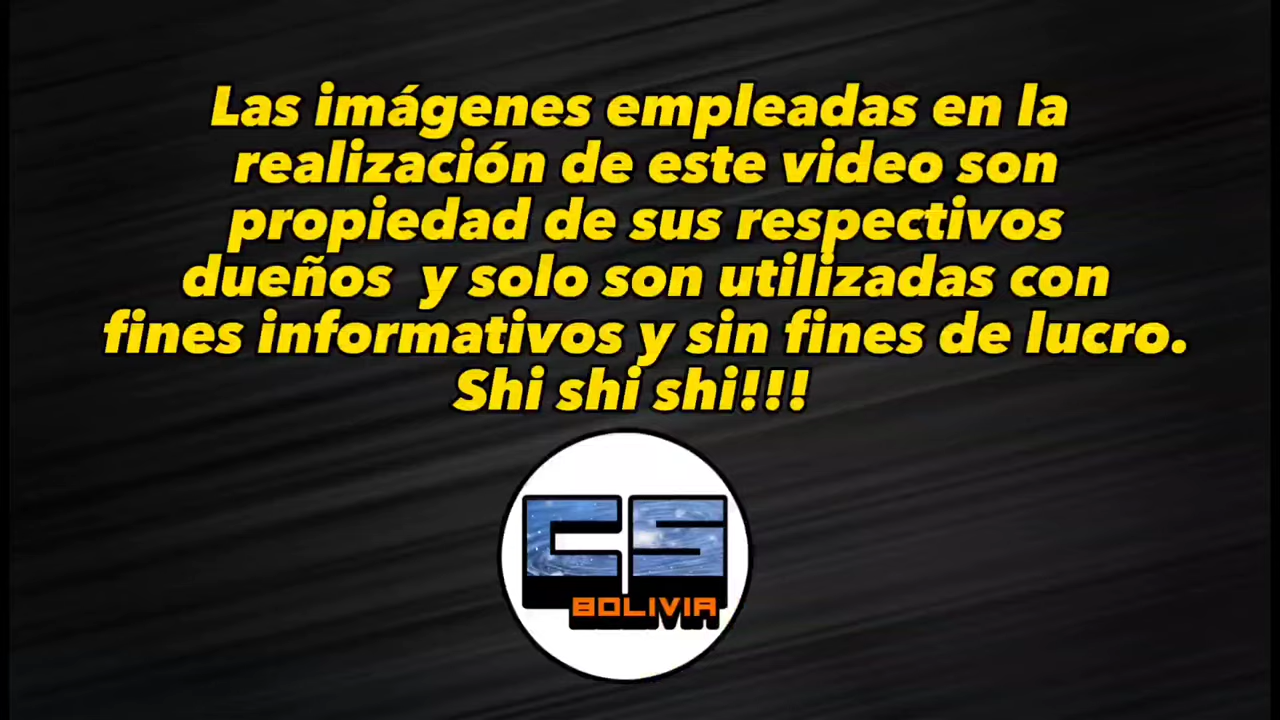 Las imágenes empleadas en la
realización de este video son
propiedad de sus respectivos
dueños y solo son utilizadas con
fines informativos y sin fines de lucro.
Shi shi shi!!!
CS
BOLIVIA